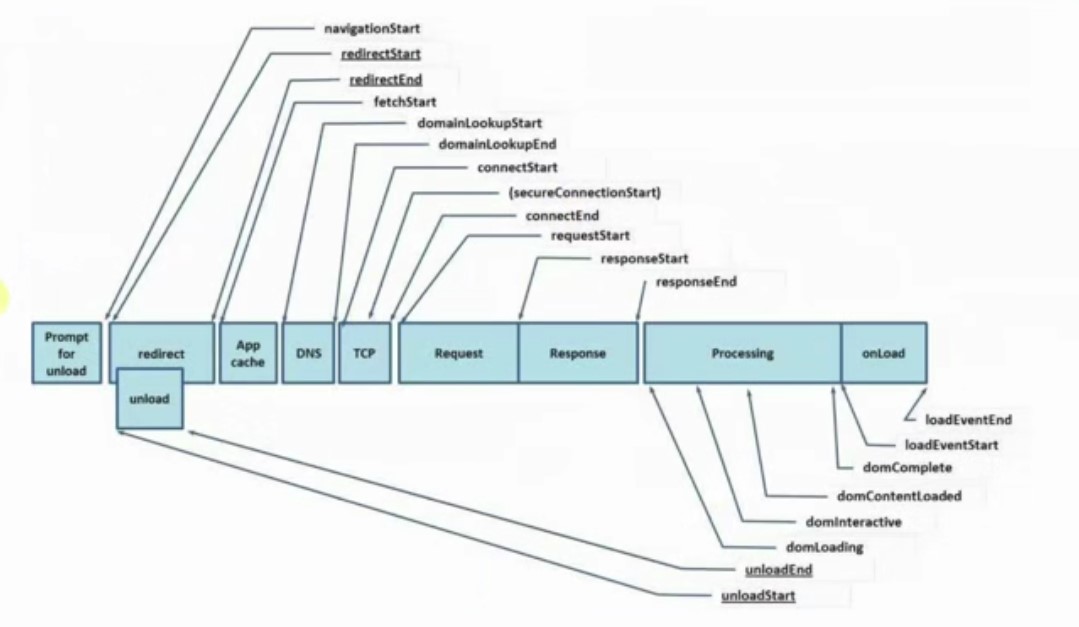 navigationStart
redirectStart
redirectEnd
fetchStart
domainLookupStart
domainLookupEnd
connectStart
(secureConnectionStart)
connectEnd
requestStart
responseStart
responseEnd
Prompt
for
unload
redirect
unload
App
cache
DNS
TCP
Request
Response
Processing
onLoad
loadEventEnd
loadEventStart
domComplete
domContentLoaded
domInteractive
domLoading
unloadEnd
unloadStart